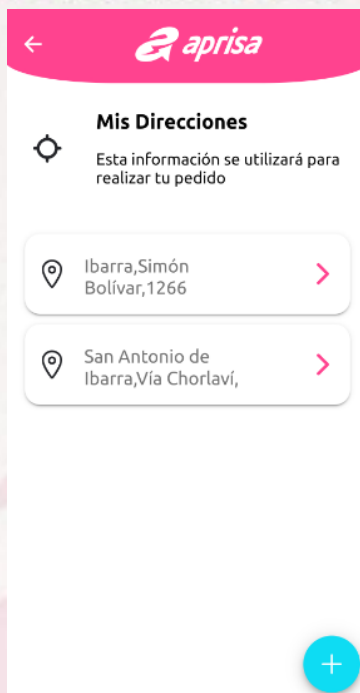 aprisa
Mis Direcciones
Esta información se utilizará para
realizar tu pedido
Ibarra,Simón
Bolívar,1266
San Antonio de
Ibarra,Vía Chorlaví,